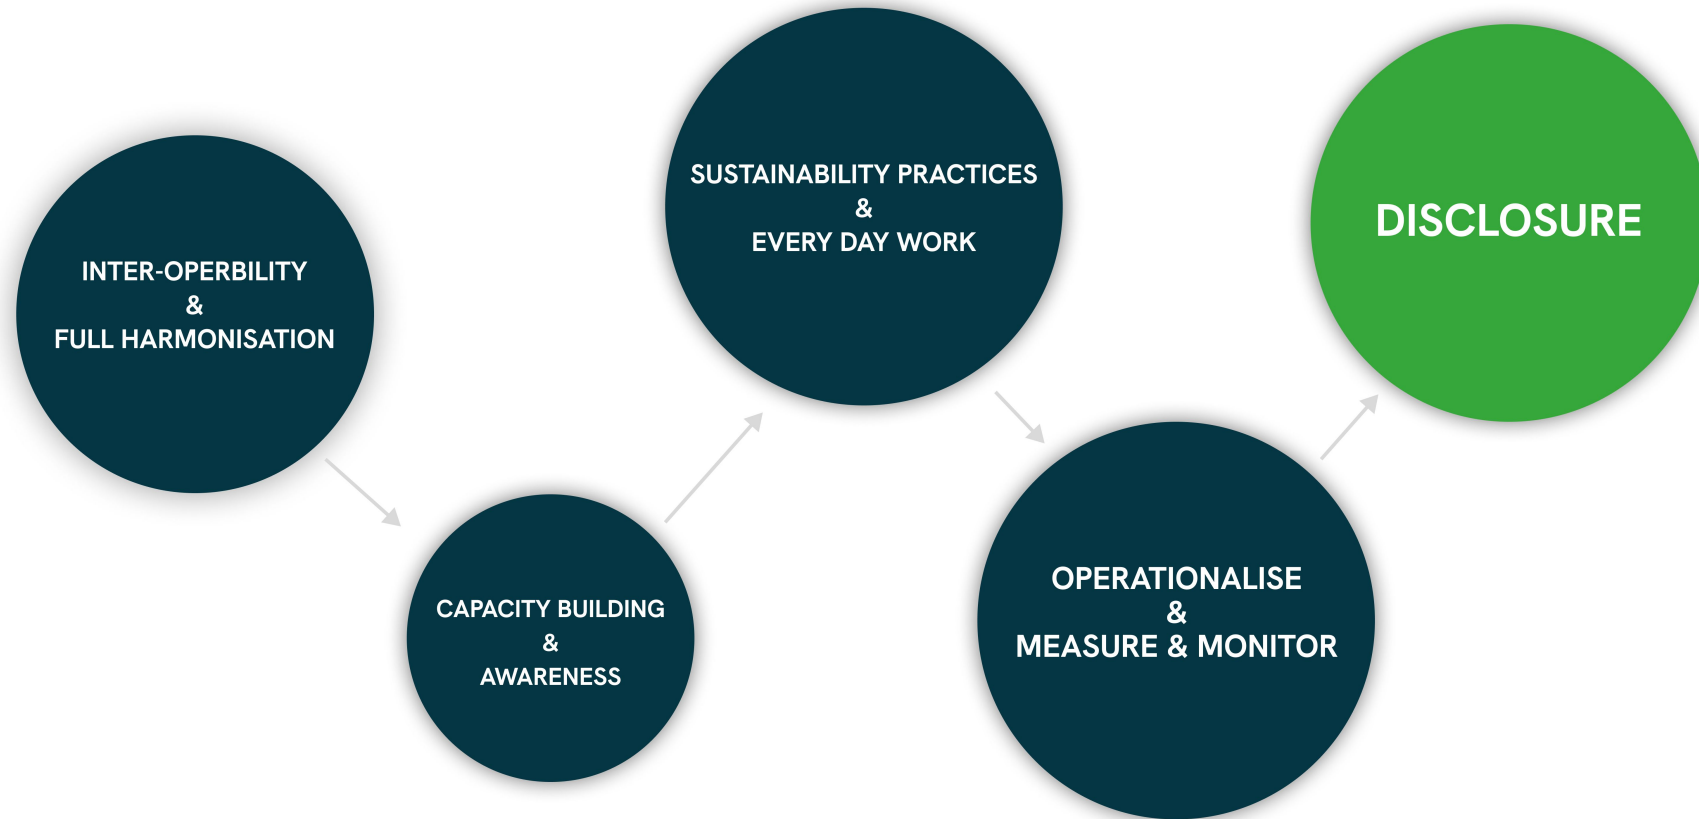 INTER-OPERBILITY
&
FULL HARMONISATION
CAPACITY BUILDING
&
AWARENESS
SUSTAINABILITY PRACTICES
&
EVERY DAY WORK
OPERATIONALISE
&
MEASURE & MONITOR
DISCLOSURE